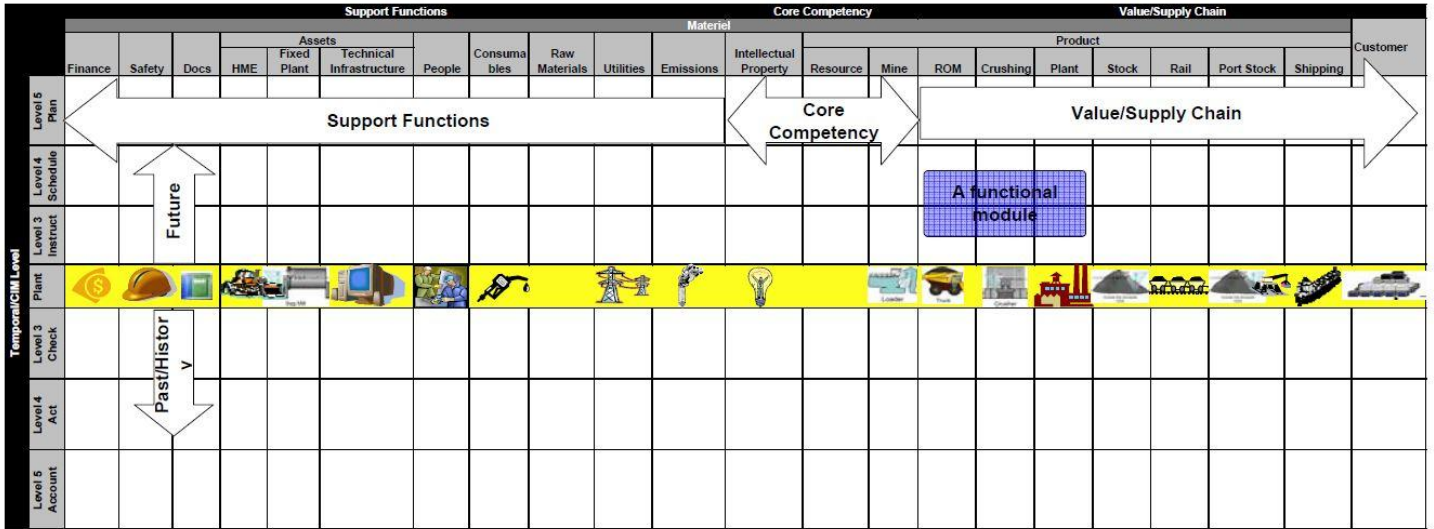 Support Functions
Core Competency
Value/Supply Chain
Materiel
Assets
Product
Finance
Safety
Docs
HME
Fixed
Plant
Technical
Infrastructure
People
Consuma
bles
Raw
Materials
Utilities
Emissions
Intellectual
Property
Resource
Mine
ROM
Crushing
Plant
Stock
Rail
Port Stock
Shipping
Customer
Temporal/CIM Level
Level 5
Plan
Support Functions
Core
Competency
Value/Supply Chain
Level 4
Schedule
Future
A functional
module
Level 3
Instruct
Plant
Loader
Truck
Crusher
Level 3
Check
Past/Histor
y
Level 4
Act
Level 5
Account